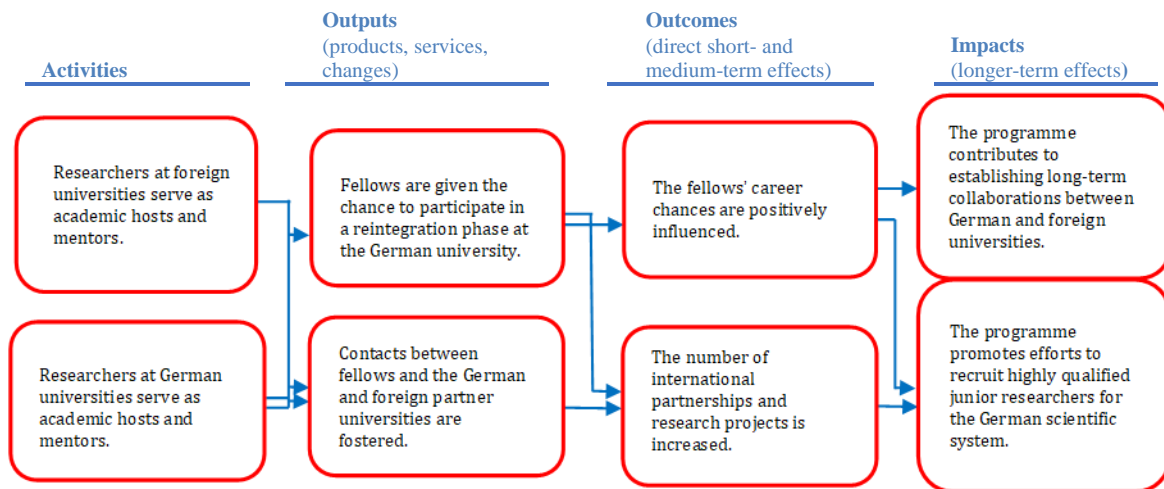 Activities
Outputs
(products, services,
changes)
Outcomes
(direct short- and
medium-term effects)
Impacts
(longer-term effects)
Researchers at foreign
universities serve as
academic hosts and
mentors.
Fellows are given the
chance to participate in
a reintegration phase at
the German university.
The fellows' career
chances are positively
influenced.
The programme
contributes to
establishing long-term
collaborations between
German and foreign
universities.
Researchers at German
universities serve as
academic hosts and
mentors.
Contacts between
fellows and the German
and foreign partner
universities are
fostered.
The number of
international
partnerships and
research projects is
increased.
The programme
promotes efforts to
recruit highly qualified
junior researchers for
the German scientific
system.